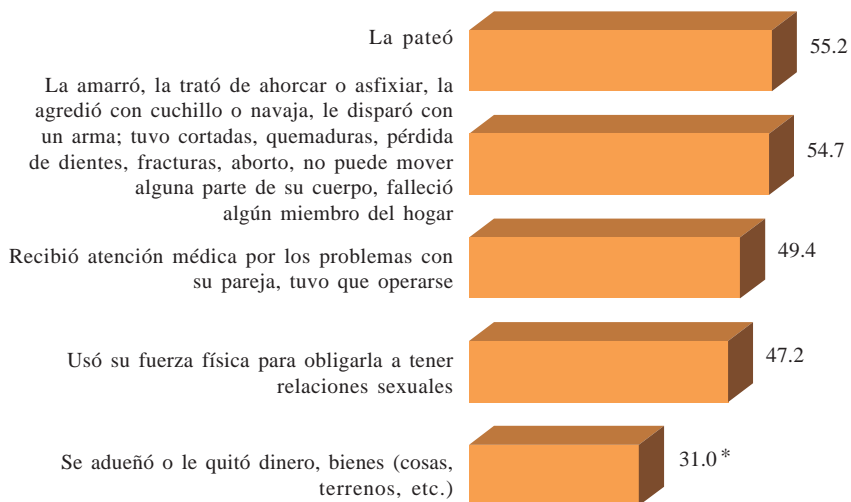 La pateó
55.2
La amarró, la trató de ahorcar o asfixiar, la
agredió con cuchillo o navaja, le disparó con
un arma; tuvo cortadas, quemaduras, pérdida
de dientes, fracturas, aborto, no puede mover
alguna parte de su cuerpo, falleció
algún miembro del hogar
54.7
Recibió atención médica por los problemas con
su pareja, tuvo que operarse
49.4
Usó su fuerza física para obligarla a tener
relaciones sexuales
47.2
Se adueñó o le quitó dinero, bienes (cosas,
terrenos, etc.)
31.0 *